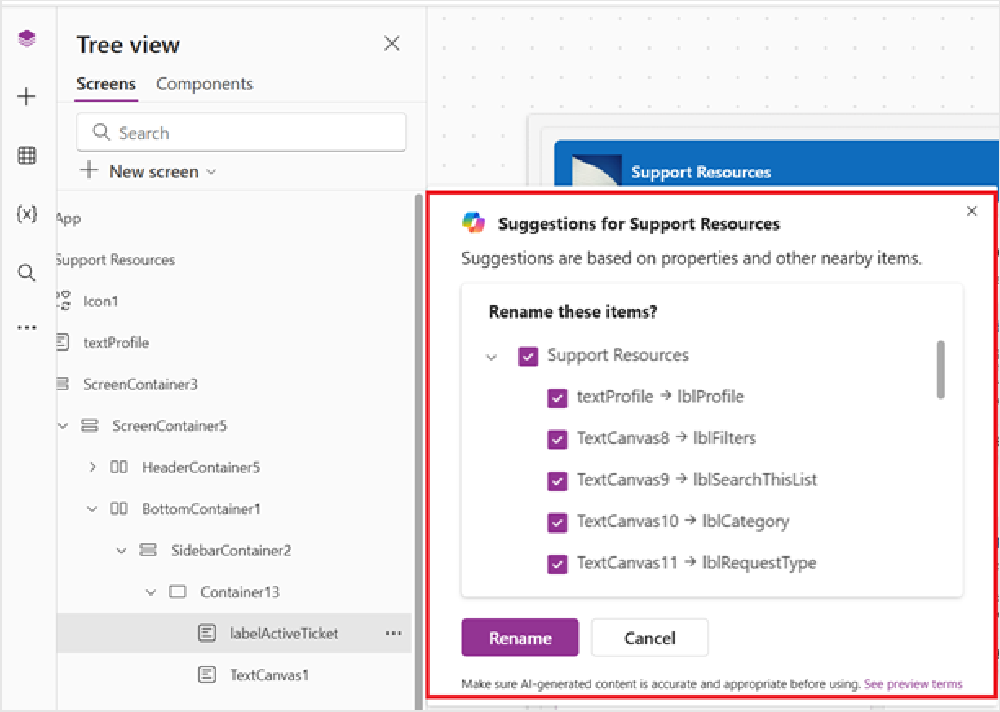 Tree view
Screens Components
Search
New screen
App
Support Resources
Icon1
textProfile
ScreenContainer3
ScreenContainer5
HeaderContainer5
BottomContainer1
SidebarContainer2
Container13
labelActiveTicket
TextCanvas1
Support Resources
Suggestions for Support Resources
Suggestions are based on properties and other nearby items.
Rename these items?
Support Resources
textProfile → lblProfile
TextCanvas8 → lblFilters
TextCanvas9 → lblSearchThisList
TextCanvas10 → lblCategory
TextCanvas11 → lblRequestType
Rename Cancel
Make sure AI-generated content is accurate and appropriate before using. See preview terms